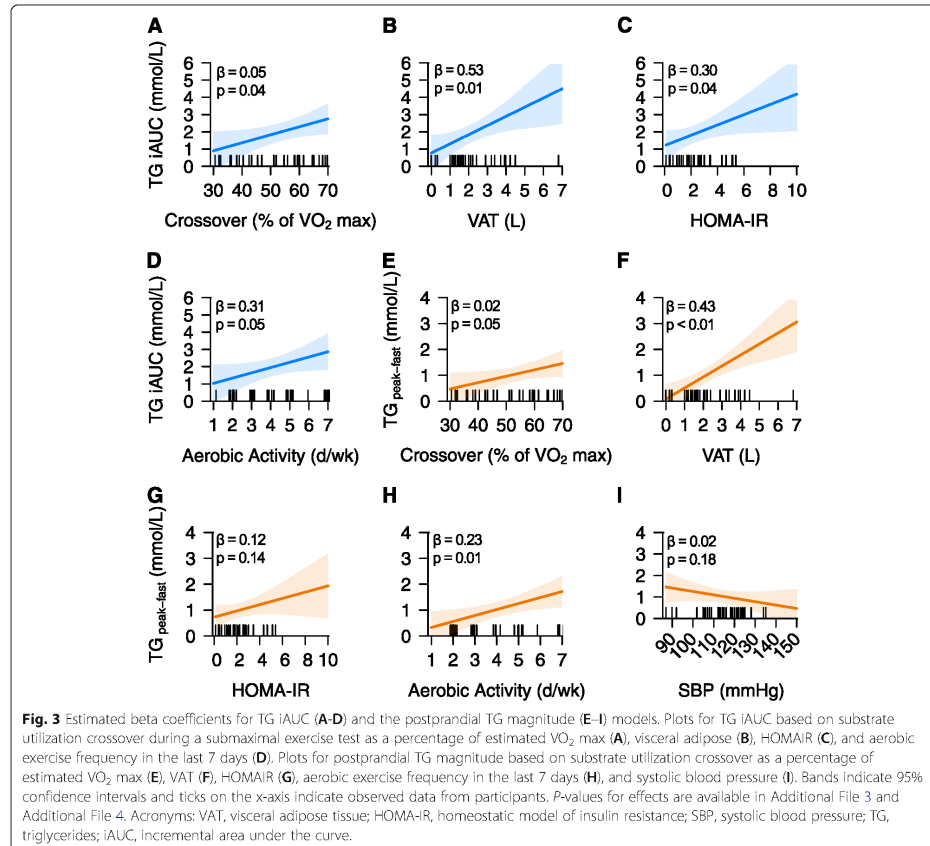 A
TG iAUC (mmol/L)
6
5
4
3
2
1
0
β = 0.05
p = 0.04
30 50 60 70
Crossover (% of VO2 max)
B
6
5
4
3
2
1
0
β = 0.53
p = 0.01
0 1 2 4 5 6 7
VAT (L)
C
6
5
4
3
2
1
0
β = 0.30
p = 0.04
0 2 4 6 8 10
HOMA-IR
D
TG iAUC (mmol/L)
6
5
4
3
2
1
0
β = 0.31
p = 0.05
1 2 3 4 5 6 7
Aerobic Activity (d/wk)
E
TG peak–fast (mmol/L)
4
3
2
1
0
β = 0.02
p = 0.05
30 40 50 60 70
Crossover (% of VO2 max)
F
4
3
2
1
0
β = 0.43
p < 0.01
0 1 2 3 4 5 6 7
VAT (L)
G
TG peak–fast (mmol/L)
4
3
2
1
0
β = 0.12
p = 0.14
0 2 4 6 10
HOMA-IR
H
4
3
2
1
0
β = 0.23
p = 0.01
1 2 3 4 5 6 7
Aerobic Activity (d/wk)
I
4
3
2
1
0
β = 0.02
p = 0.18
90 100 110 120 130 140 150
SBP (mmHg)
Fig. 3 Estimated beta coefficients for TG iAUC (A-D) and the postprandial TG magnitude (E–I) models. Plots for TG iAUC based on substrate
utilization crossover during a submaximal exercise test as a percentage of estimated VO2 max (A), visceral adipose (B), HOMAIR (C), and aerobic
exercise frequency in the last 7 days (D). Plots for postprandial TG magnitude based on substrate utilization crossover as a percentage of
estimated VO2 max (E), VAT (F), HOMAIR (G), aerobic exercise frequency in the last 7 days (H), and systolic blood pressure (I). Bands indicate 95%
confidence intervals and ticks on the x-axis indicate observed data from participants. P-values for effects are available in Additional File 3 and
Additional File 4. Acronyms: VAT, visceral adipose tissue; HOMA-IR, homeostatic model of insulin resistance; SBP, systolic blood pressure; TG,
triglycerides; iAUC, incremental area under the curve.